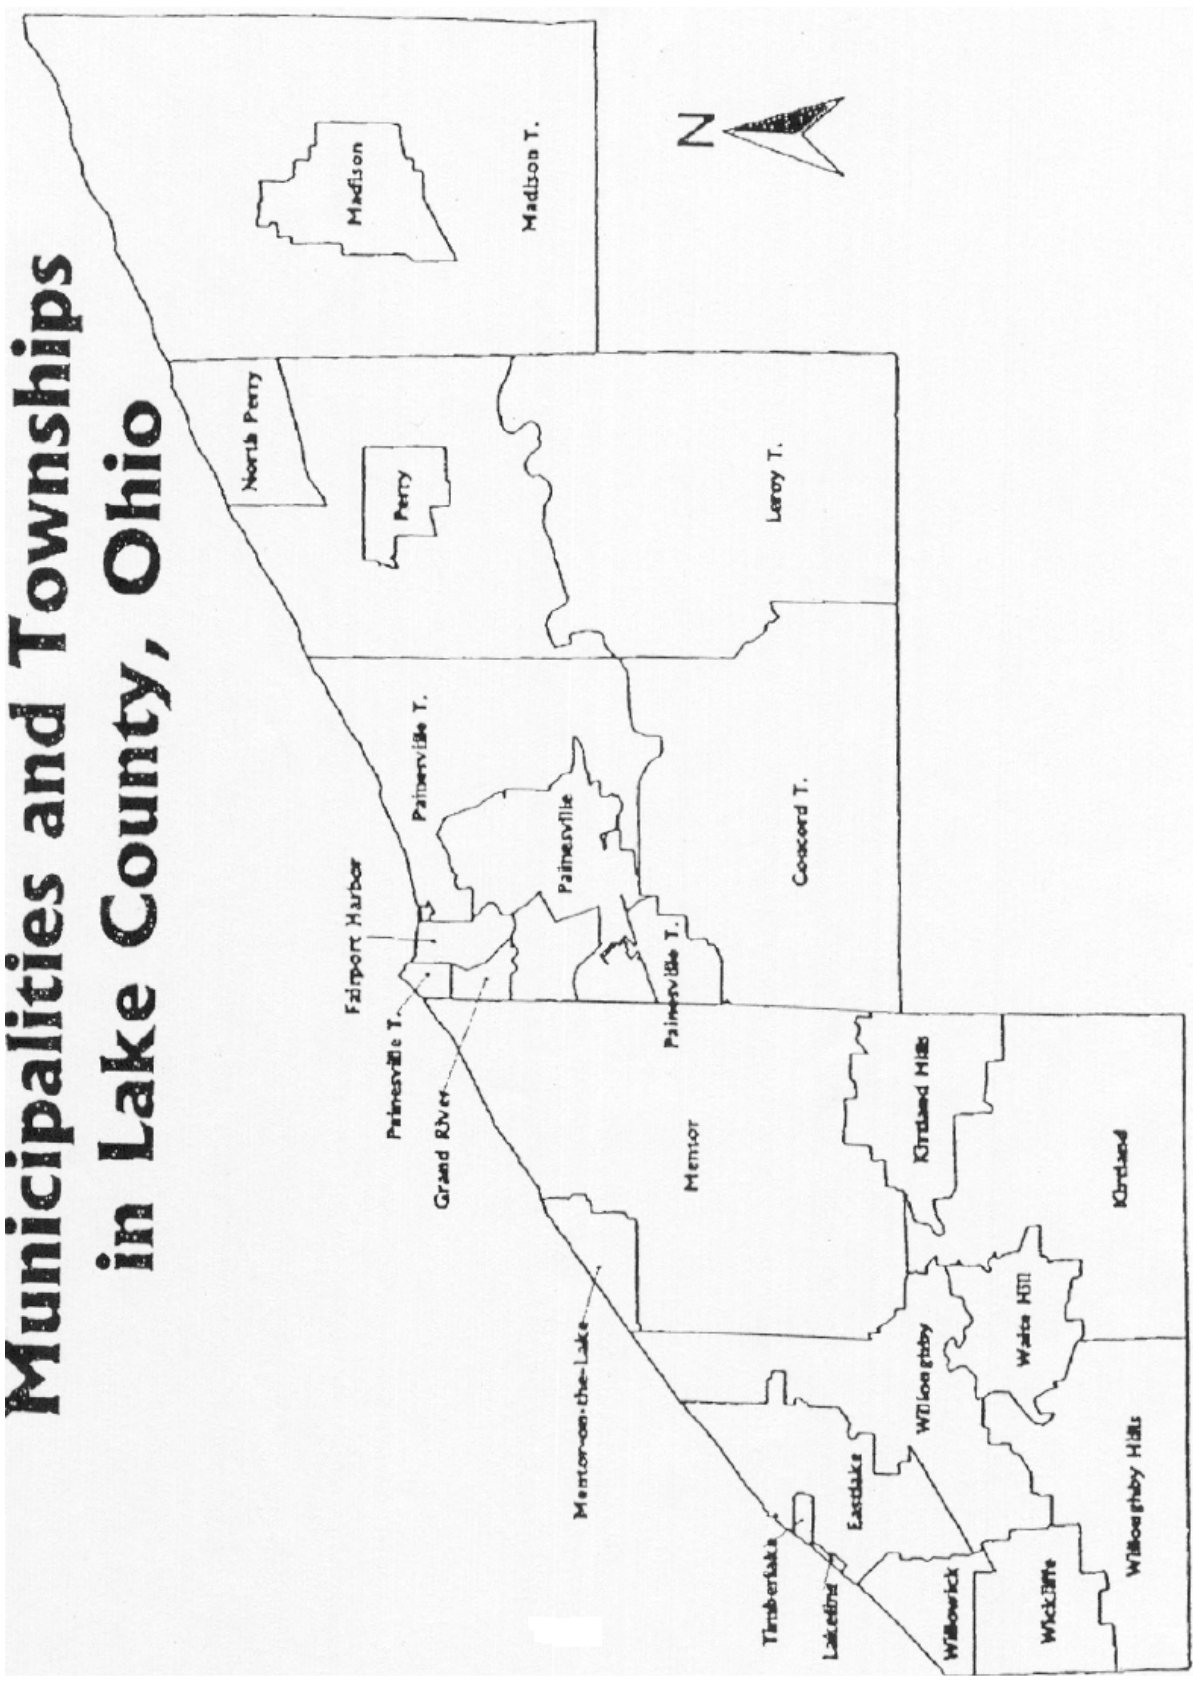 Municipalities and Townships
in Lake County, Ohio
N
Madison
Madison T.
North Perry
Perry
Leroy T.
Painesville T.
Painesville
Concord T.
Fairport Harbor
Painesville T.
Grand River
Painesville T.
Mentor
Kirtland Hills
Kirtland
Mentor-on-the-Lake
Waite Hill
Willoughby
Eastlake
Timberlake
Lakeline
Willowick
Wickliffe
Willoughby Hills